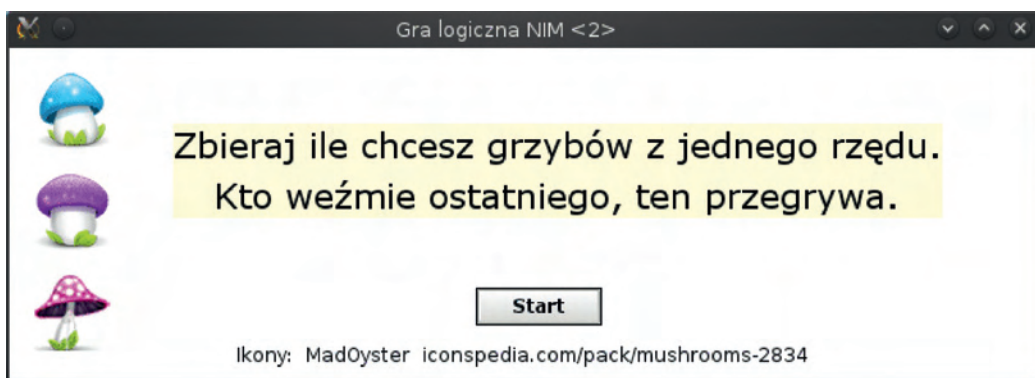 Gra logiczna NIM <2>
Zbieraj ile chcesz grzybów z jednego rzędu.
Kto weźmie ostatniego, ten przegrywa.
Start
Ikony: MadOyster iconspedia.com/pack/mushrooms-2834